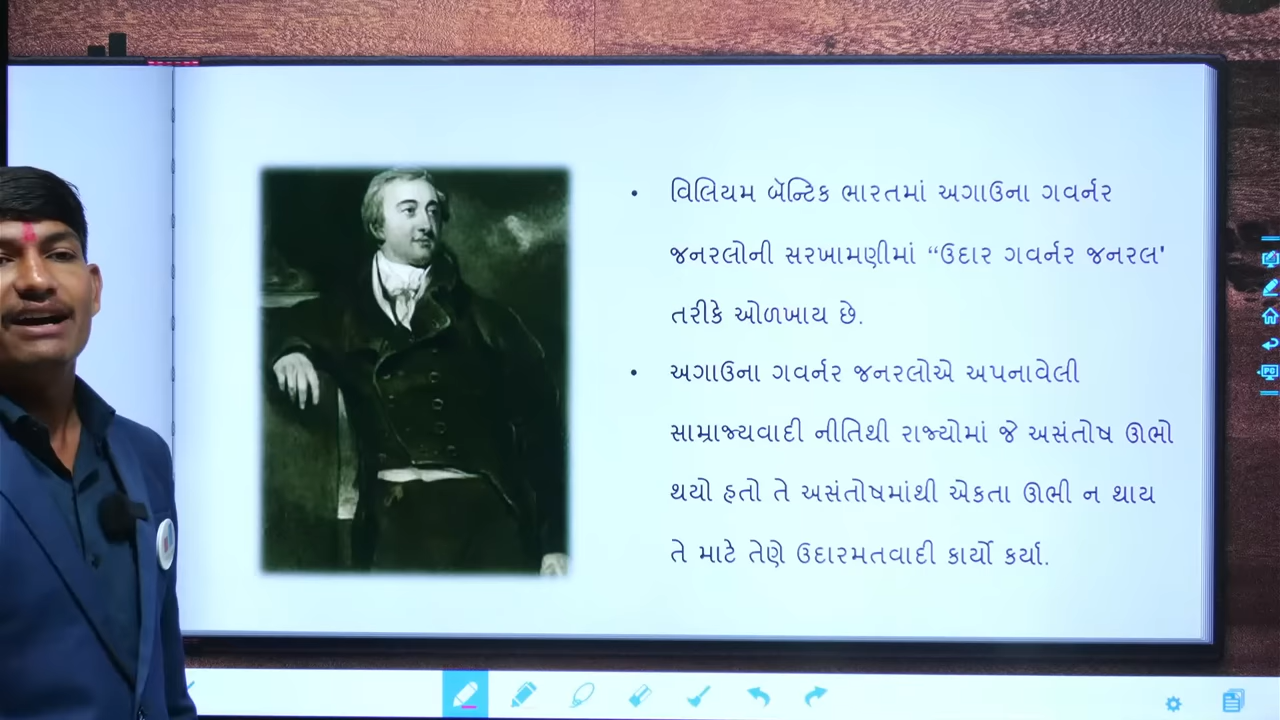 • વિલિયમ બૅન્ટિક ભારતમાં અગાઉના ગવર્નર
જનરલોની સરખામણીમાં “ઉદાર ગવર્નર જનરલ'
તરીકે ઓળખાય છે.
• અગાઉના ગવર્નર જનરલોએ અપનાવેલી
સામ્રાજ્યવાદી નીતિથી રાજ્યોમાં જે અસંતોષ ઊભો
થયો હતો તે અસંતોષમાંથી એકતા ઊભી ન થાય
તે માટે તેણે ઉદારમતવાદી કાર્યો કર્યા.
PC